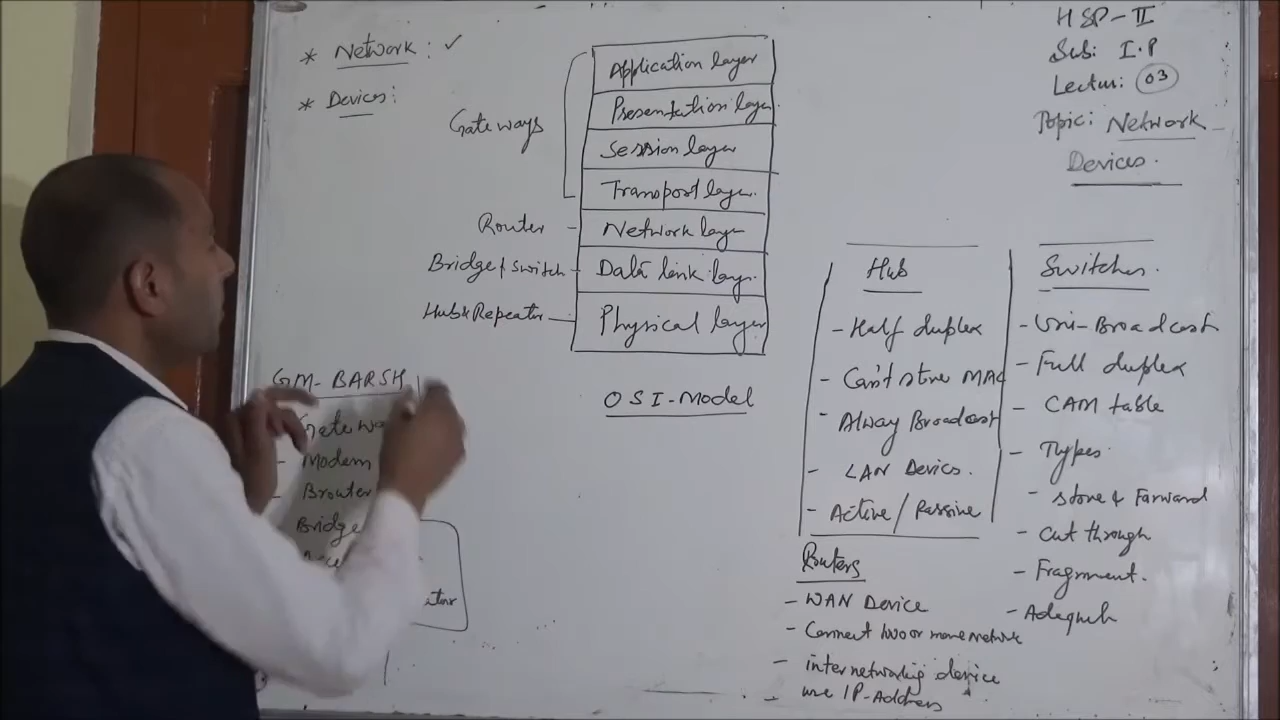 * Network : ✓
* Devices :
Gateways
Router -
Bridge & Switch -
Hub & Repeater -
Application layer
Presentation layer
Session layer
Transport layer
Network layer
Data link layer
Physical layer
OSI-Model
HSP-II
Sub: I.P
Lectur: 03
Topic: Network
Devices.
GM-BARSH
Gatewa
- Modem
- Brouter
Bridge
Hub
- Half duplex
- Can't store MAC
- Alway Broadcast
- LAN Devics.
- Active / Passive
Switches.
- Uni-Broadcast
- Full duplex
- CAM table
- Types.
- Store & Forward
- Cut through
- Fragment.
Routers
- WAN Device
- Connect two or more network
- internetworking device
- use IP-Address